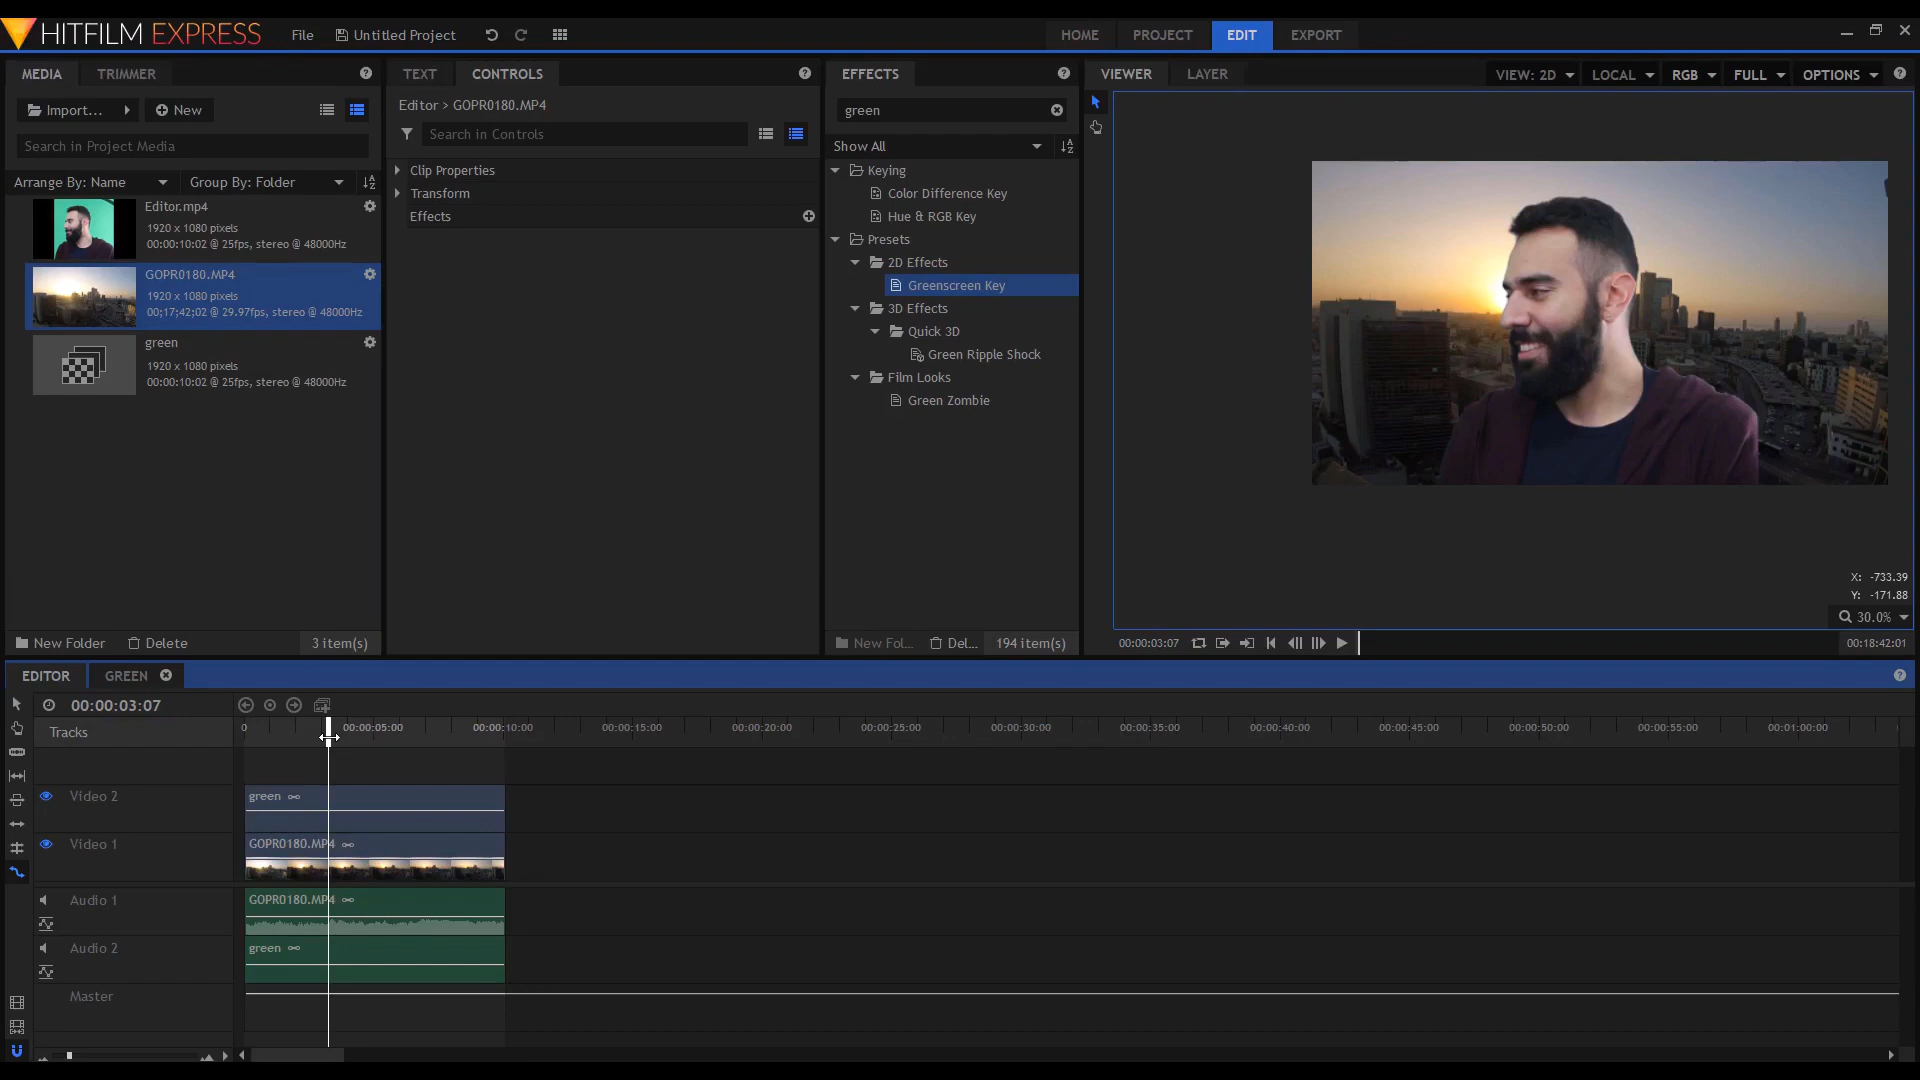 HITFILM EXPRESS
File
Untitled Project
HOME
PROJECT
EDIT
EXPORT
MEDIA
TRIMMER
Import...
New
Search in Project Media
Arrange By: Name
Group By: Folder
Editor.mp4
1920 x 1080 pixels
00:00:10:02 @ 25fps, stereo @ 48000Hz
GOPR0180.MP4
1920 x 1080 pixels
00;17;42;02 @ 29.97fps, stereo @ 48000Hz
green
1920 x 1080 pixels
00:00:10:02 @ 25fps, stereo @ 48000Hz
New Folder
Delete
3 item(s)
TEXT
CONTROLS
Editor > GOPR0180.MP4
Search in Controls
Clip Properties
Transform
Effects
EFFECTS
green
Show All
Keying
Color Difference Key
Hue & RGB Key
Presets
2D Effects
Greenscreen Key
3D Effects
Quick 3D
Green Ripple Shock
Film Looks
Green Zombie
New Fol...
Del...
194 item(s)
VIEWER
LAYER
VIEW: 2D
LOCAL
RGB
FULL
OPTIONS
X: -733.39
Y: -171.88
30.0%
00:00:03:07
00:18:42:01
EDITOR
GREEN
00:00:03:07
Tracks
0
00:00:05:00
00:00:10:00
00:00:15:00
00:00:20:00
00:00:25:00
00:00:30:00
00:00:35:00
00:00:40:00
00:00:45:00
00:00:50:00
00:00:55:00
00:01:00:00
Video 2
green
Video 1
GOPR0180.MP4
Audio 1
GOPR0180.MP4
Audio 2
green
Master